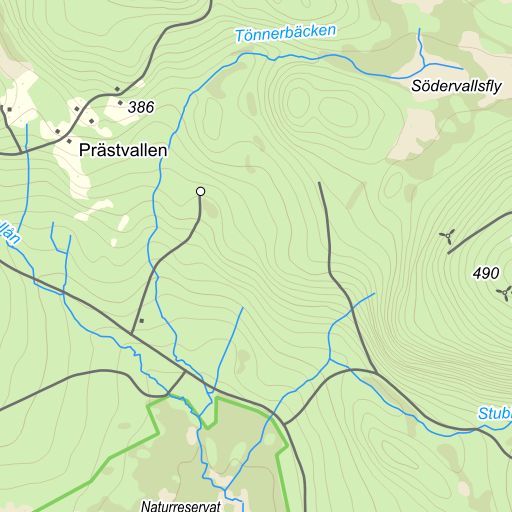 Tönnerbäcken
Södervallsfly
386
Prästvallen
490
Naturreservat